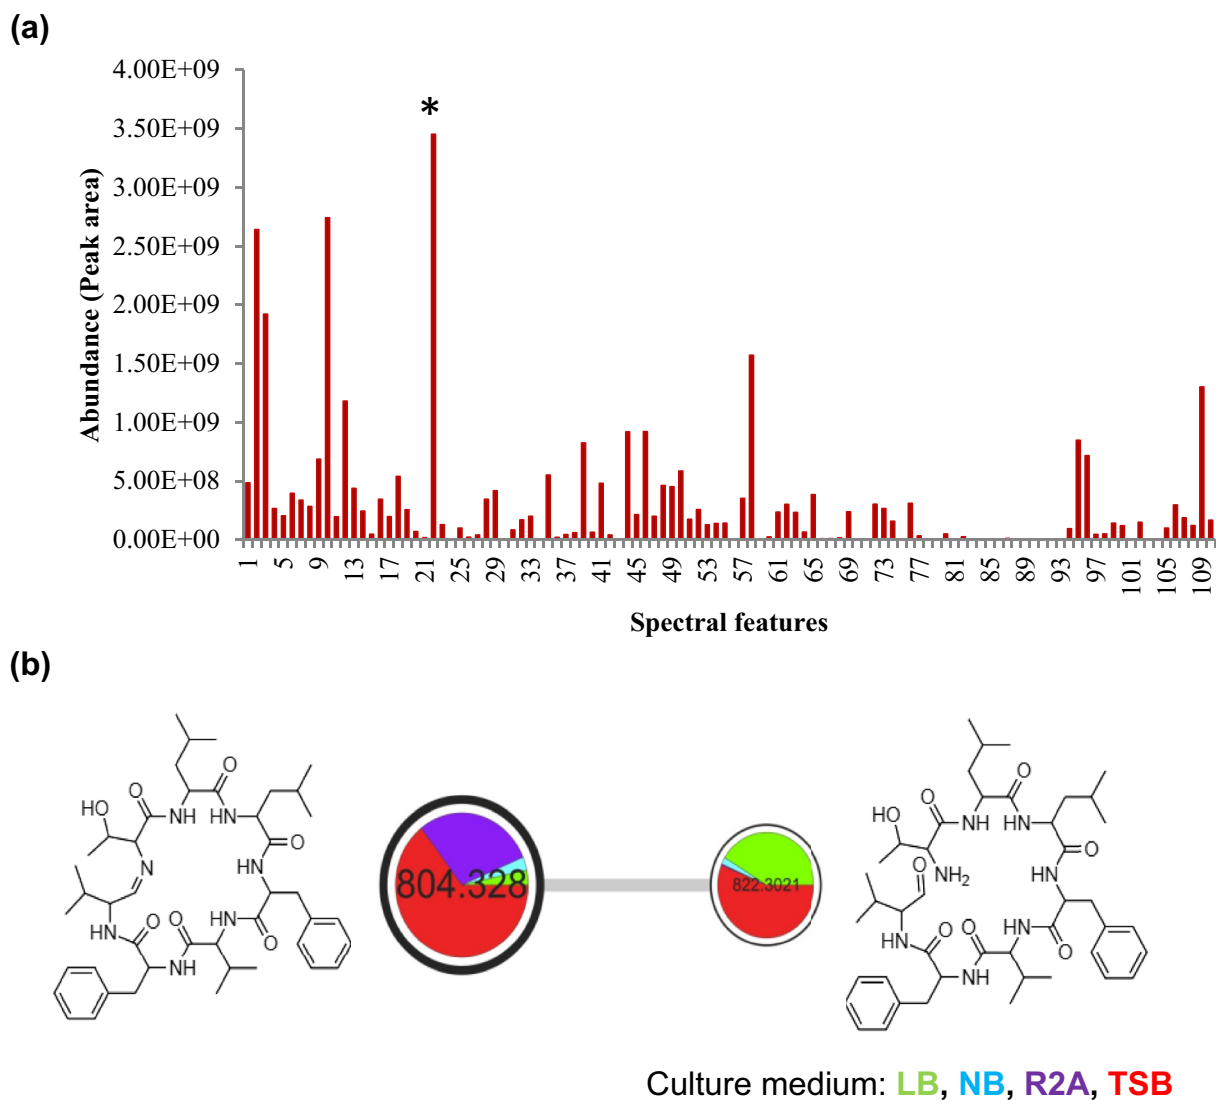 (a)
*
4.00E+09
3.50E+09
3.00E+09
2.50E+09
2.00E+09
1.50E+09
1.00E+09
5.00E+08
0.00E+00
Abundance (Peak area)
1 5 9 13 17 21 25 29 33 37 41 45 49 53 57 61 65 69 73 77 81 85 89 93 97 101 105 109
Spectral features
(b)
HO
O
NH
O
NH
O
HN
O
N
HN
O
NH
O
HN
804.328
822.3021
HO
O
NH
O
NH
O
HN
O
NH2
O
HN
O
NH
O
NH
Culture medium: LB, NB, R2A, TSB